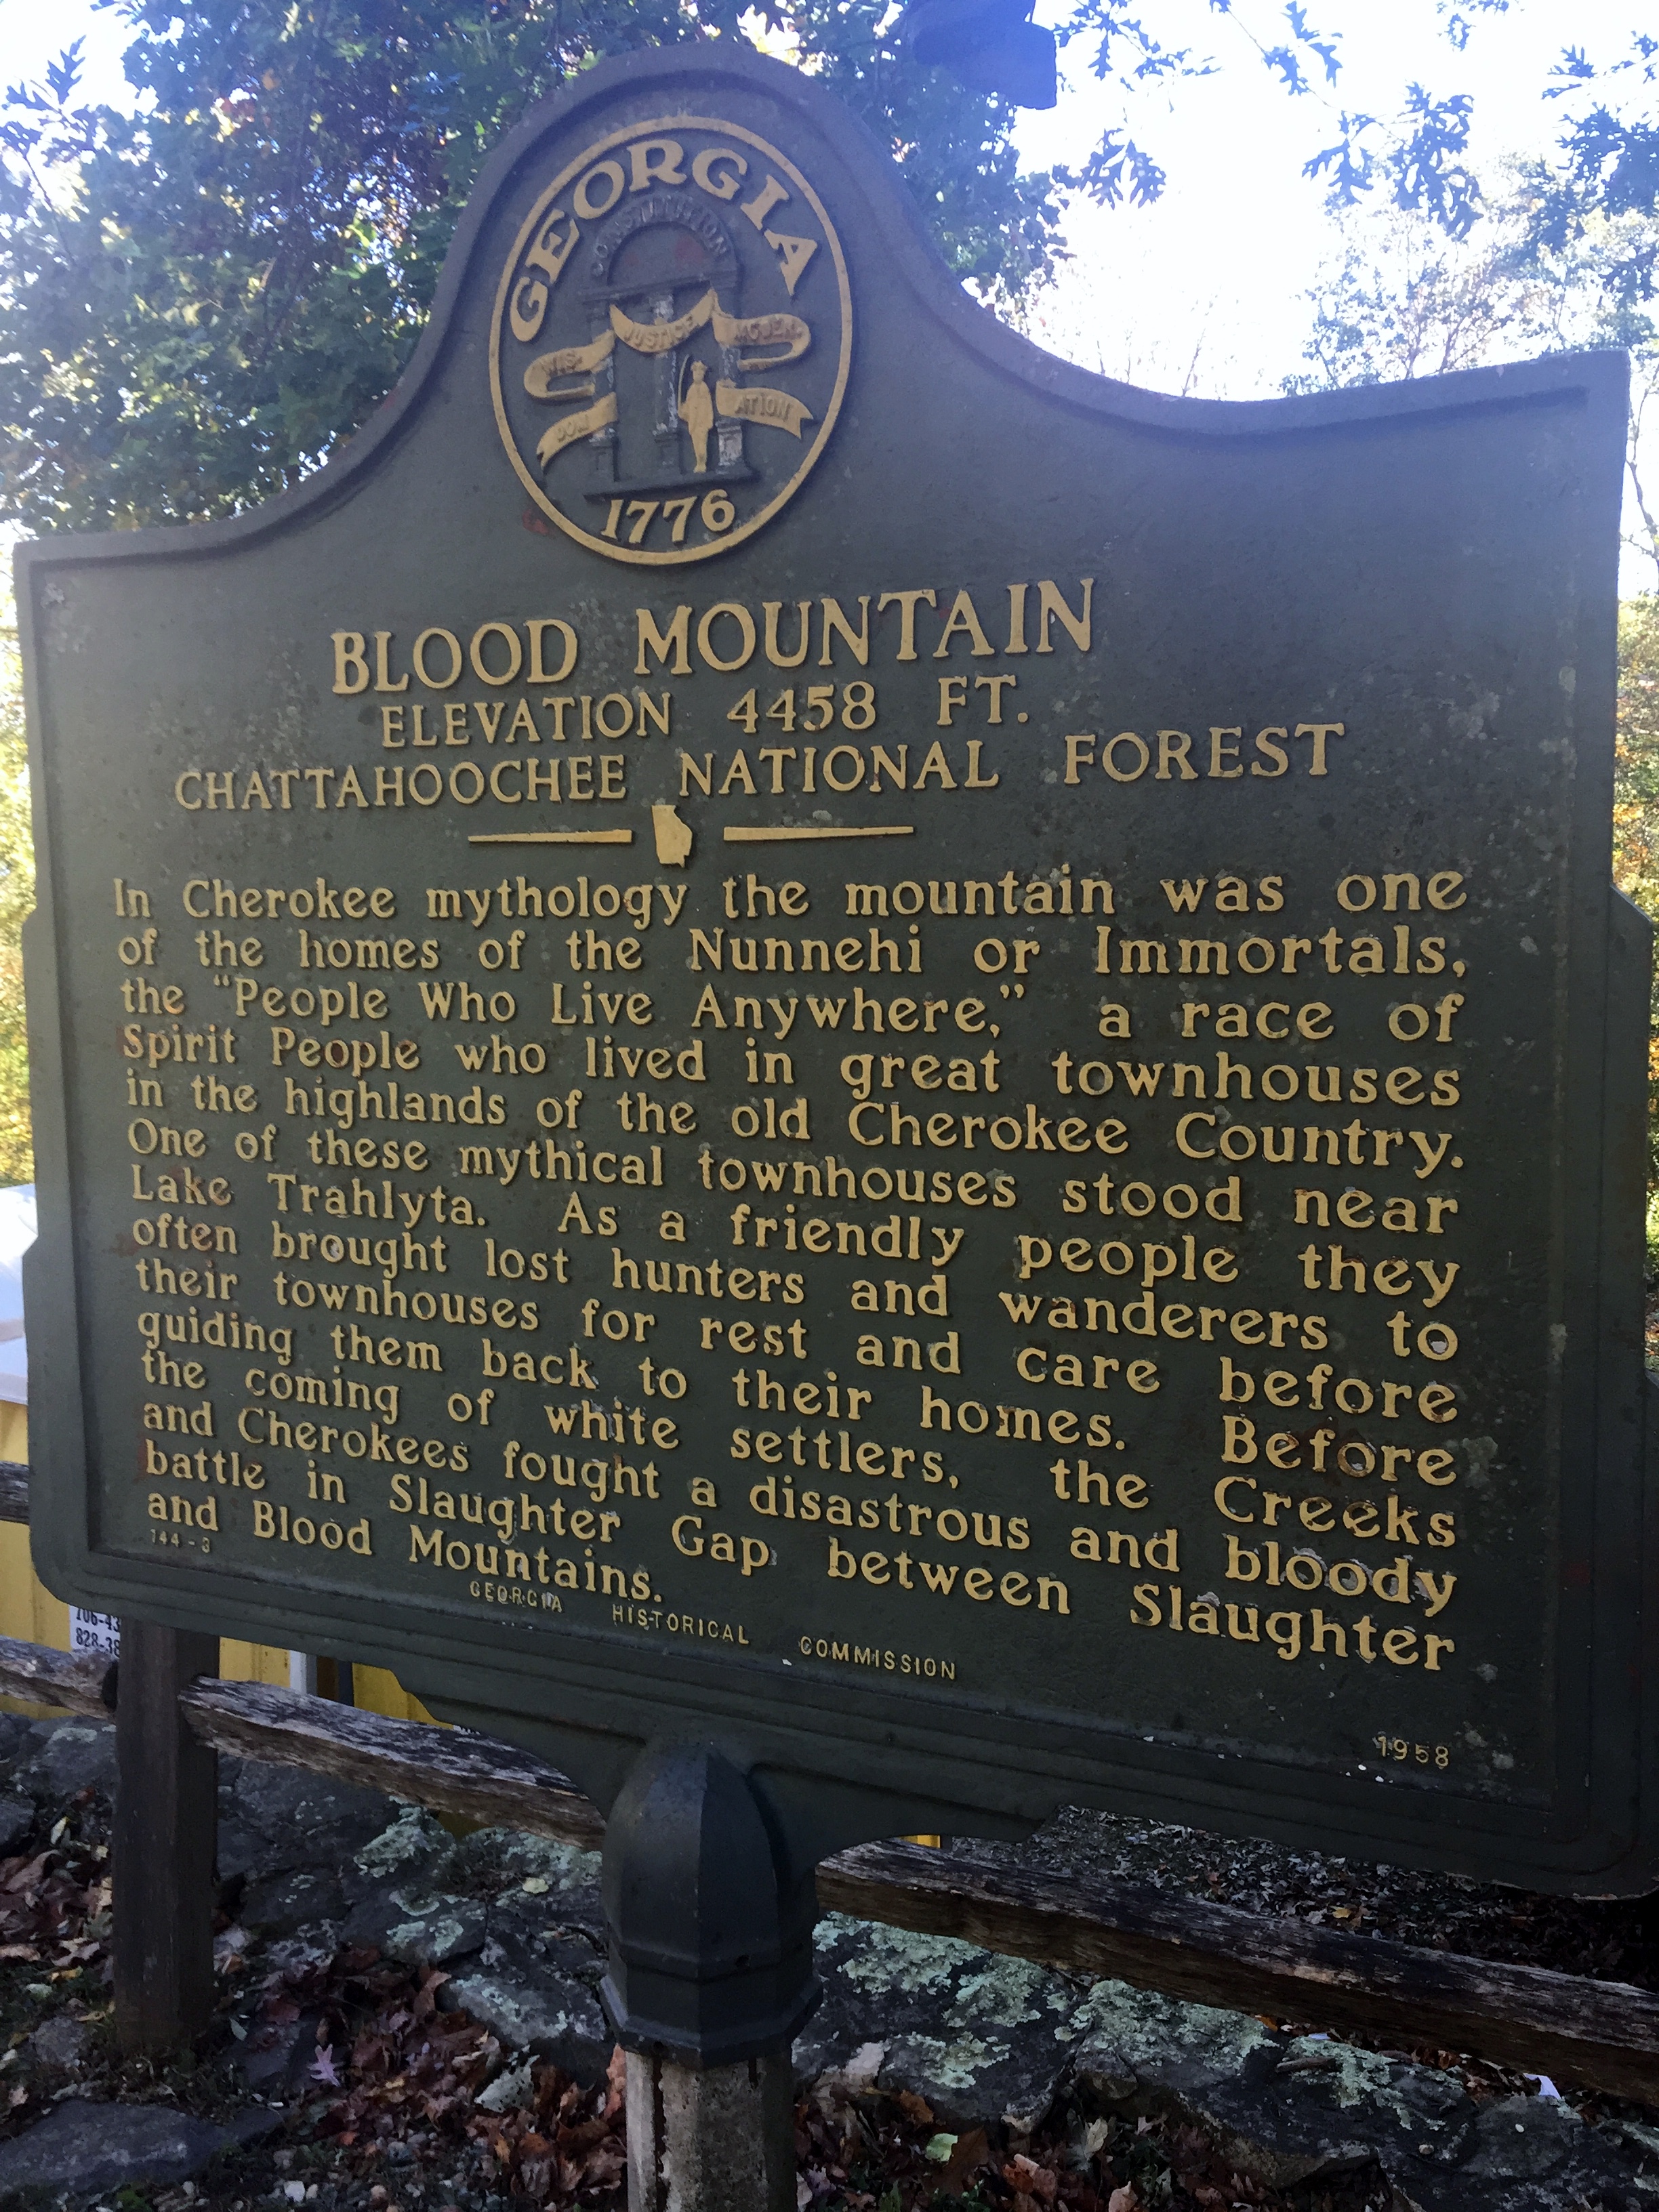 GEORGIA
CONSTITUTION
WIS- JUSTICE MODER-
DOM ATION
1776
BLOOD MOUNTAIN
ELEVATION 4458 FT.
CHATTAHOOCHEE NATIONAL FOREST
In Cherokee mythology the mountain was one
of the homes of the Nunnehi or Immortals,
the "People Who Live Anywhere," a race of
Spirit People who lived in great townhouses
in the highlands of the old Cherokee Country.
One of these mythical townhouses stood near
Lake Trahlyta. As a friendly people they
often brought lost hunters and wanderers to
their townhouses for rest and care before
guiding them back to their homes. Before
the coming of white settlers, the Creeks
and Cherokees fought a disastrous and bloody
battle in Slaughter Gap between Slaughter
and Blood Mountains.
144-3
GEORGIA HISTORICAL COMMISSION
1958